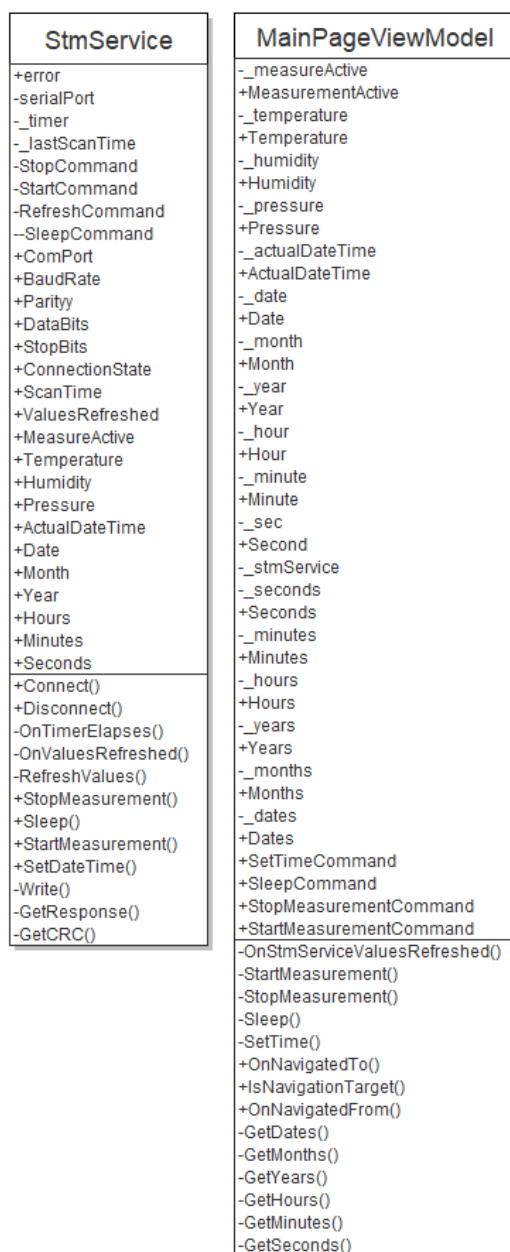 StmService
+error
-serialPort
-_timer
-_lastScanTime
-StopCommand
-StartCommand
-RefreshCommand
--SleepCommand
+ComPort
+BaudRate
+Parityy
+DataBits
+StopBits
+ConnectionState
+ScanTime
+ValuesRefreshed
+MeasureActive
+Temperature
+Humidity
+Pressure
+ActualDateTime
+Date
+Month
+Year
+Hours
+Minutes
+Seconds
+Connect()
+Disconnect()
-OnTimerElapses()
-OnValuesRefreshed()
-RefreshValues()
+StopMeasurement()
+Sleep()
+StartMeasurement()
+SetDateTime()
-Write()
-GetResponse()
-GetCRC()
MainPageViewModel
-_measureActive
+MeasurementActive
-_temperature
+Temperature
-_humidity
+Humidity
-_pressure
+Pressure
-_actualDateTime
+ActualDateTime
-_date
+Date
-_month
+Month
-_year
+Year
-_hour
+Hour
-_minute
+Minute
-_sec
+Second
-_stmService
-_seconds
+Seconds
-_minutes
+Minutes
-_hours
+Hours
-_years
+Years
-_months
+Months
-_dates
+Dates
+SetTimeCommand
+SleepCommand
+StopMeasurementCommand
+StartMeasurementCommand
-OnStmServiceValuesRefreshed()
-StartMeasurement()
-StopMeasurement()
-Sleep()
-SetTime()
+OnNavigatedTo()
+IsNavigationTarget()
+OnNavigatedFrom()
-GetDates()
-GetMonths()
-GetYears()
-GetHours()
-GetMinutes()
-GetSeconds()